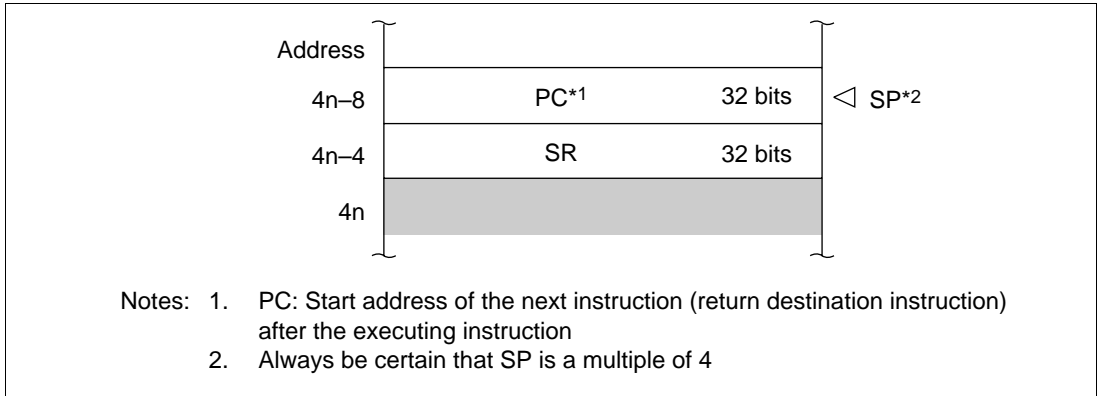 Address
4n–8 PC*1 32 bits SP*2
4n–4 SR 32 bits
4n
Notes: 1. PC: Start address of the next instruction (return destination instruction)
after the executing instruction
2. Always be certain that SP is a multiple of 4